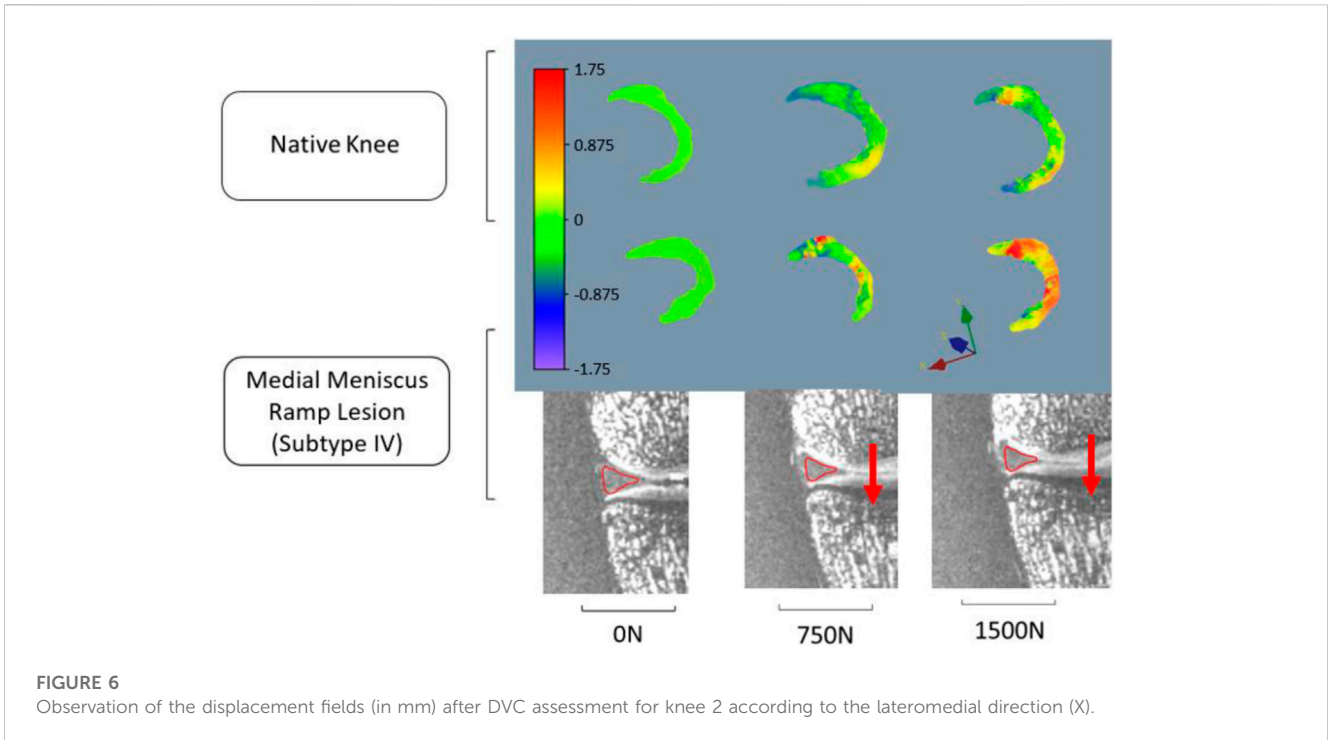 Native Knee
1.75
0.875
0
-0.875
-1.75
Y
Z
X
Medial Meniscus
Ramp Lesion
(Subtype IV)
0N
750N
1500N
FIGURE 6
Observation of the displacement fields (in mm) after DVC assessment for knee 2 according to the lateromedial direction (X).